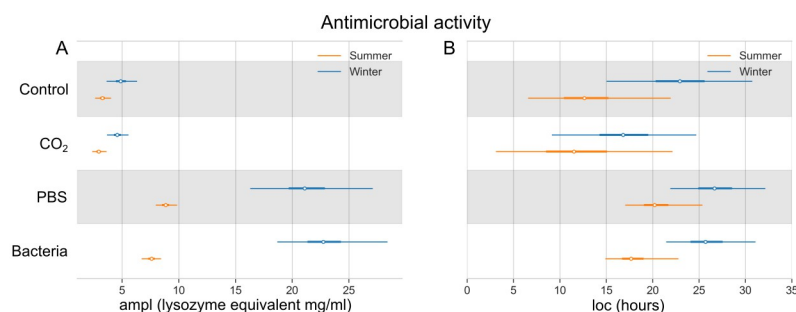 Antimicrobial activity
A
B
Summer
Winter
Summer
Winter
Control
CO₂
PBS
Bacteria
5 10 15 20 25
0 5 10 15 20 25 30 35
ampl (lysozyme equivalent mg/ml)
loc (hours)